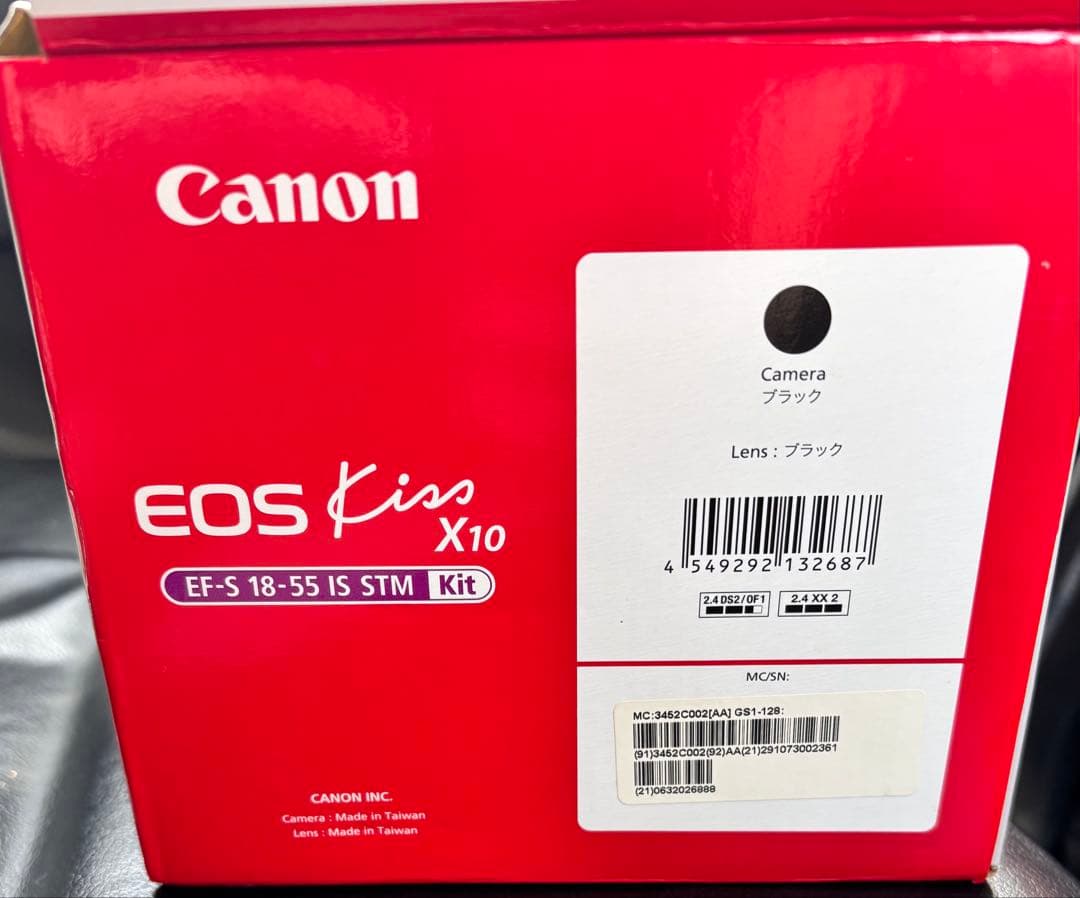 Canon
EOS Kiss
X10
EF-S 18-55 IS STM Kit
CANON INC.
Camera : Made in Taiwan
Lens : Made in Taiwan
Camera
ブラック
Lens : ブラック
4 549292 132687
2.4 DS2/0F1
2.4 XX 2
MC/SN:
MC:3452C002[AA] GS1-128:
(91)3452C002(92)AA(21)291073002361
(21)0632026888